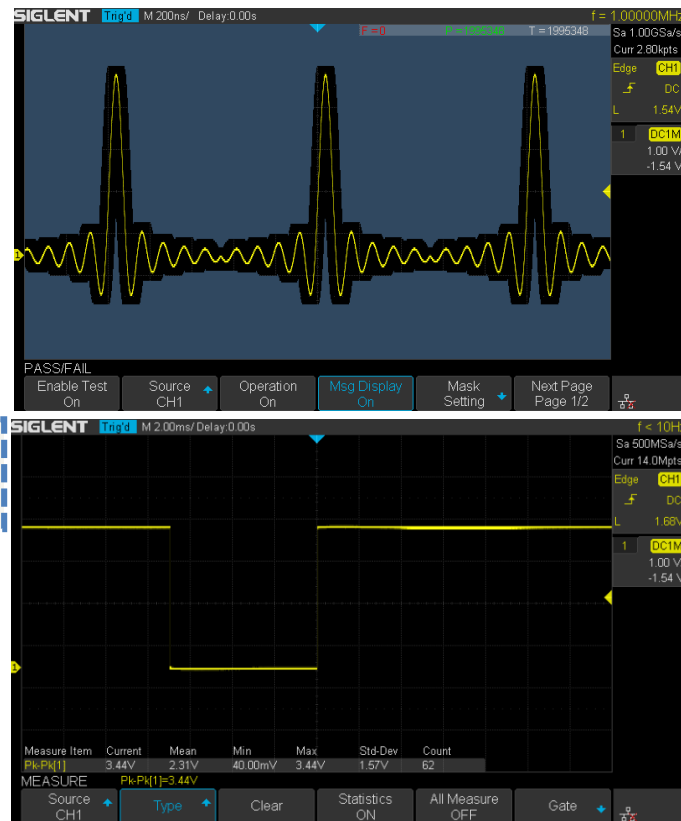 SIGLENT Trig'd M 200ns/ Delay:0.00s f = 1.00000MHz
F =0 P =1995348 T =1995348 Sa 1.00GSa/s
Curr 2.80kpts
Edge CH1
DC
L 1.54V
1 DC1M
1.00 V/
-1.54 V
1
PASS/FAIL
Enable Test Source Operation Msg Display Mask Next Page
On CH1 On On Setting Page 1/2
SIGLENT Trig'd M 2.00ms/ Delay:0.00s f < 10Hz
Sa 500MSa/s
Curr 14.0Mpts
Edge CH1
DC
L 1.68V
1 DC1M
1.00 V/
-1.54 V
1
Measure Item Current Mean Min Max Std-Dev Count
Pk-Pk[1] 3.44V 2.31V 40.00mV 3.44V 1.57V 62
MEASURE Pk-Pk[1]=3.44V
Source Type Clear Statistics All Measure Gate
CH1 ON OFF